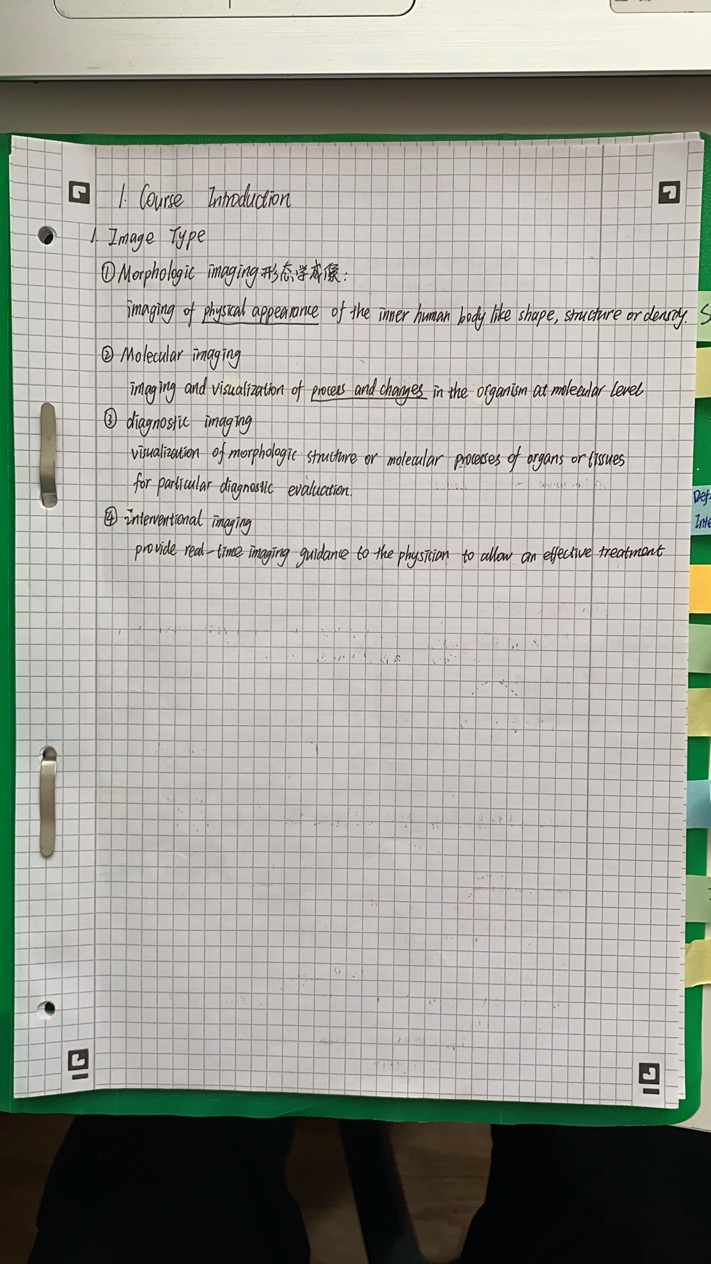 1. Course Introduction
1. Image Type
① Morphologic imaging 形态学成像:
imaging of physical appearance of the inner human body like shape, structure or density.
② Molecular imaging
imaging and visualization of process and changes in the organism at molecular level
③ diagnostic imaging
visualization of morphologic structure or molecular processes of organs or tissues
for particular diagnostic evaluation.
④ interventional imaging
provide real-time imaging guidance to the physician to allow an effective treatment
S
Def.
Inte